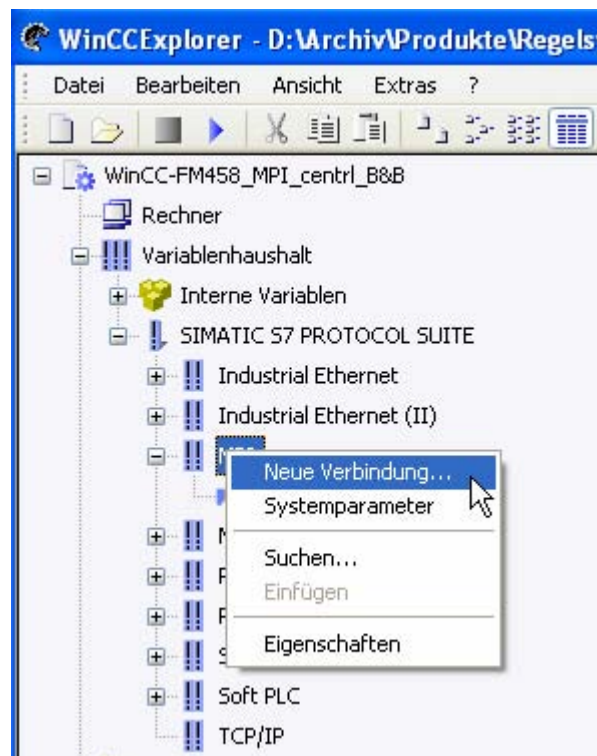 WinCCExplorer - D:\Archiv\Produkte\Regels
Datei Bearbeiten Ansicht Extras ?
WinCC-FM458_MPI_centrl_B&B
Rechner
Variablenhaushalt
Interne Variablen
SIMATIC S7 PROTOCOL SUITE
Industrial Ethernet
Industrial Ethernet (II)
Neue Verbindung...
Systemparameter
Suchen...
Einfügen
Eigenschaften
Soft PLC
TCP/IP